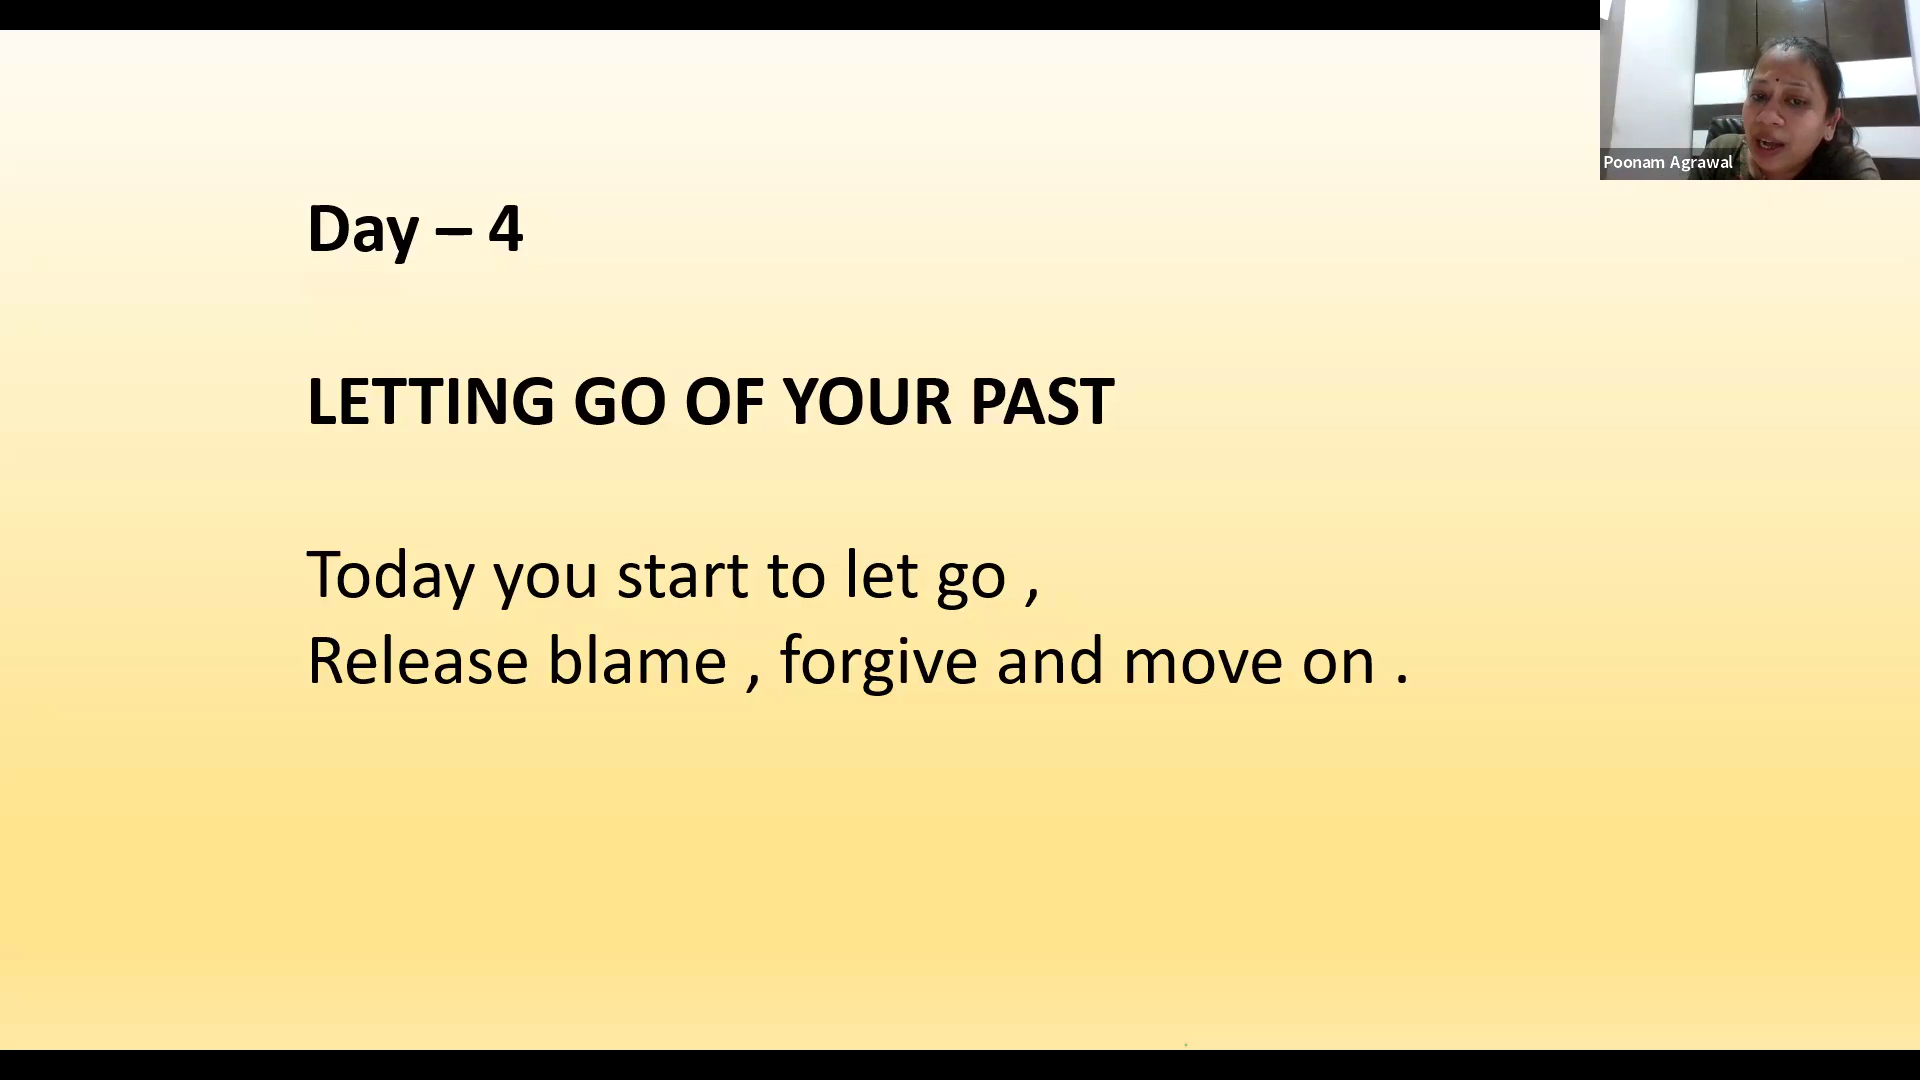 Poonam Agrawal
Day – 4
LETTING GO OF YOUR PAST
Today you start to let go ,
Release blame , forgive and move on .